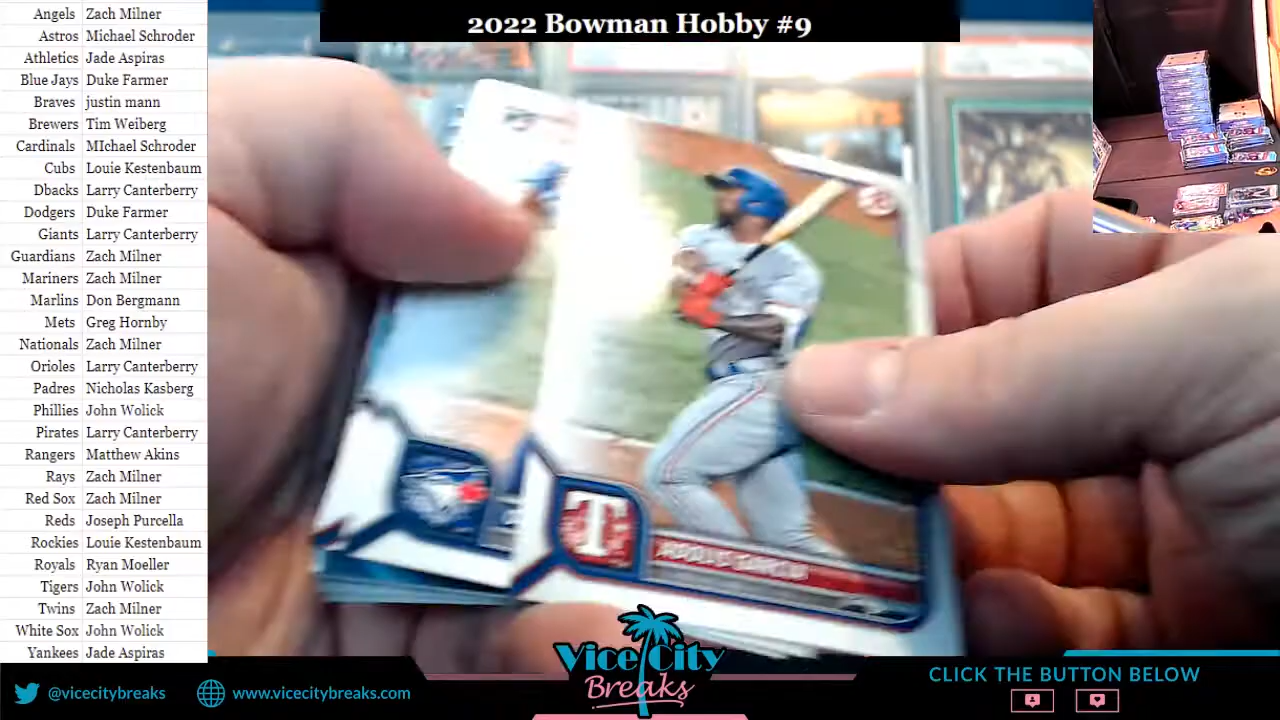 2022 Bowman Hobby #9
Angels Zach Milner
Astros Michael Schroder
Athletics Jade Aspiras
Blue Jays Duke Farmer
Braves justin mann
Brewers Tim Weiberg
Cardinals MIchael Schroder
Cubs Louie Kestenbaum
Dbacks Larry Canterberry
Dodgers Duke Farmer
Giants Larry Canterberry
Guardians Zach Milner
Mariners Zach Milner
Marlins Don Bergmann
Mets Greg Hornby
Nationals Zach Milner
Orioles Larry Canterberry
Padres Nicholas Kasberg
Phillies John Wolick
Pirates Larry Canterberry
Rangers Matthew Akins
Rays Zach Milner
Red Sox Zach Milner
Reds Joseph Purcella
Rockies Louie Kestenbaum
Royals Ryan Moeller
Tigers John Wolick
Twins Zach Milner
White Sox John Wolick
Yankees Jade Aspiras
T
ADOLIS GARCIA
@vicecitybreaks
www.vicecitybreaks.com
Vice City
Breaks
CLICK THE BUTTON BELOW